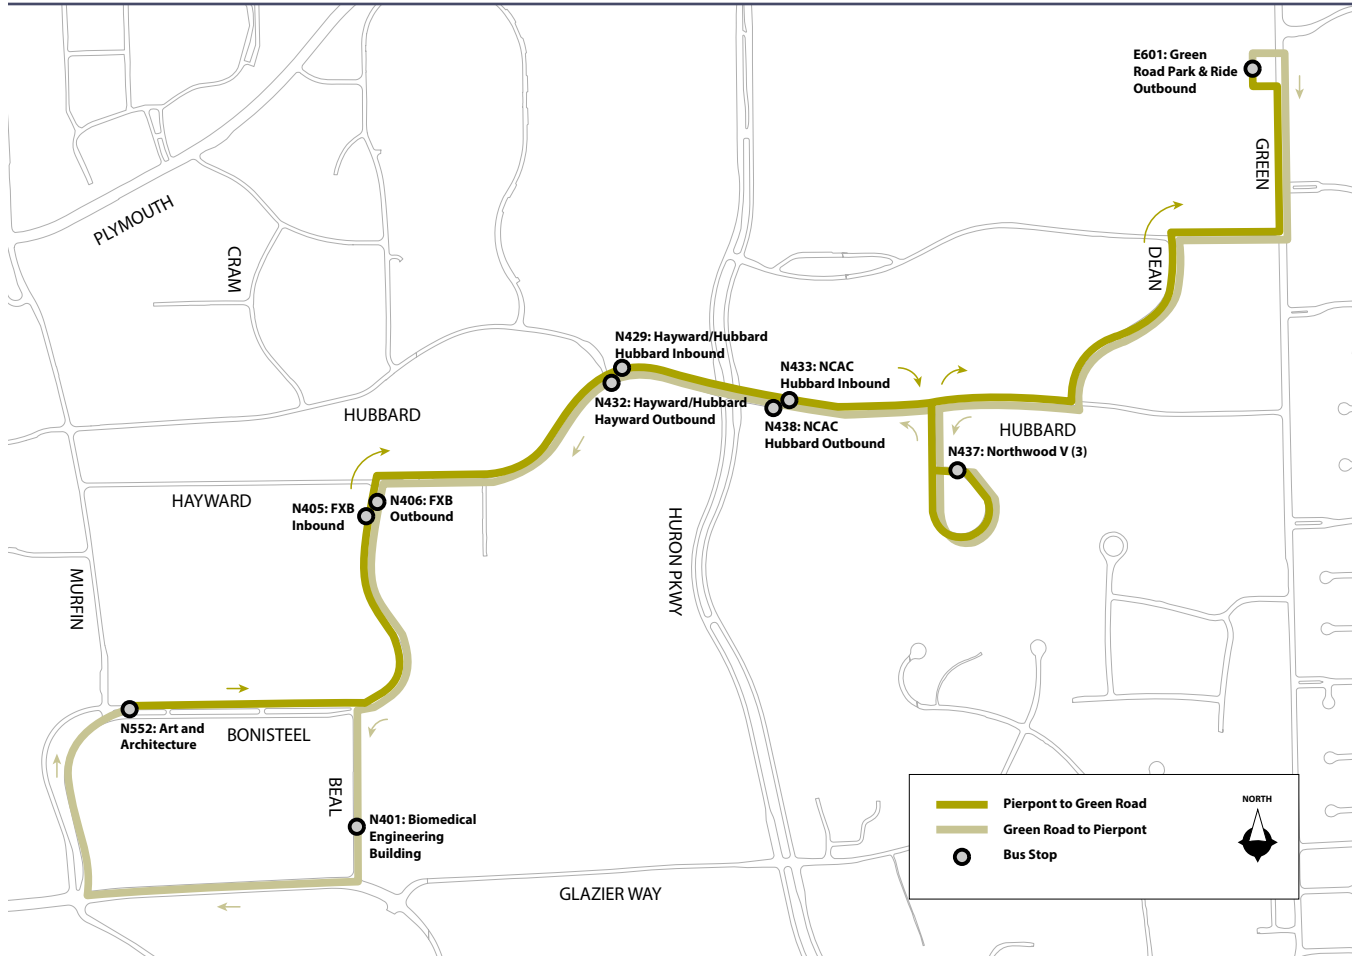 E601: Green
Road Park & Ride
Outbound
GREEN
PLYMOUTH
CRAM
DEAN
N429: Hayward/Hubbard
Hubbard Inbound
N433: NCAC
Hubbard Inbound
N432: Hayward/Hubbard
Hayward Outbound
HUBBARD
N438: NCAC
Hubbard Outbound
HUBBARD
N437: Northwood V (3)
HAYWARD
N405: FXB
Inbound
N406: FXB
Outbound
HURON PKWY
MURFIN
N552: Art and
Architecture
BONISTEEL
BEAL
N401: Biomedical
Engineering
Building
GLAZIER WAY
Pierpont to Green Road
Green Road to Pierpont
Bus Stop
NORTH